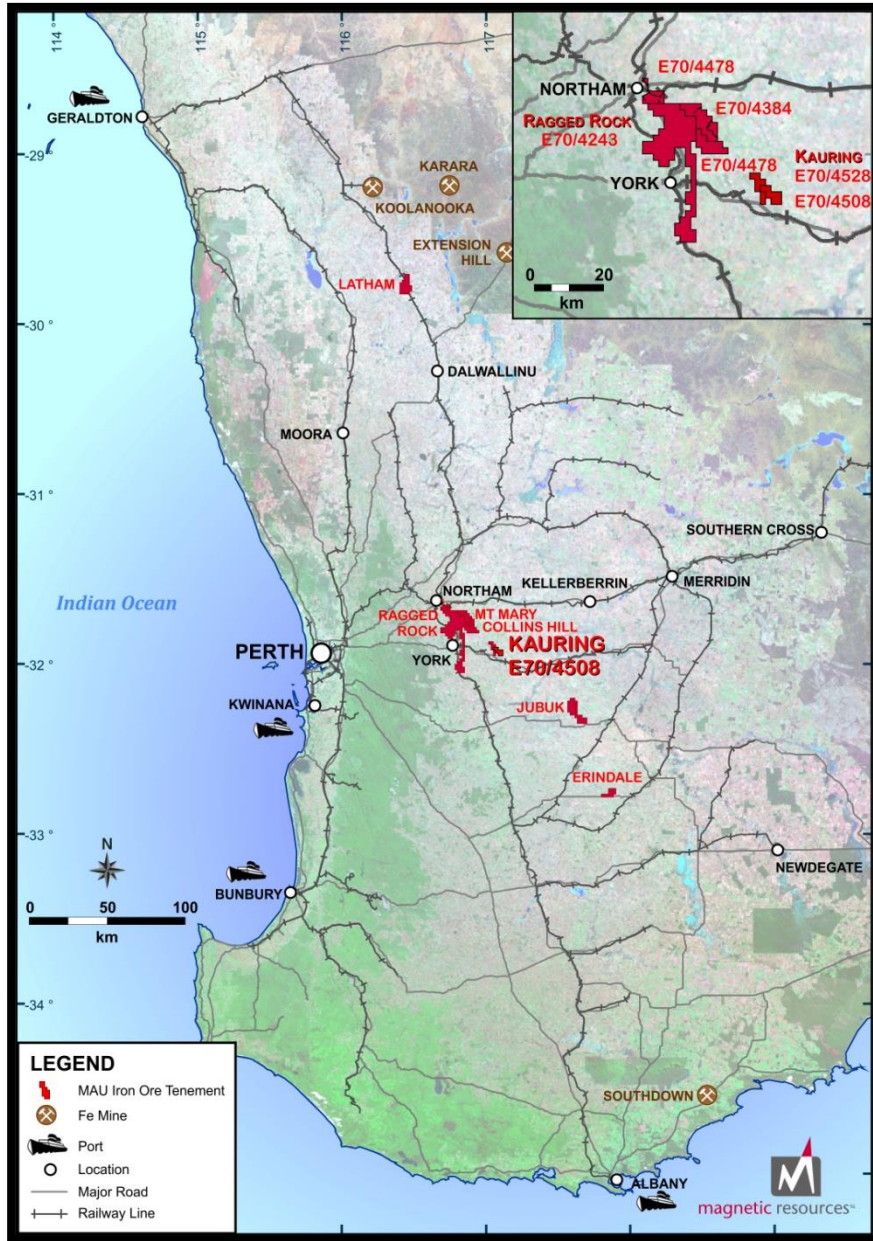 114 °
115 °
116 °
117 °
GERALDTON
-29 °
KARARA
KOOLANOOKA
EXTENSION
HILL
LATHAM
-30 °
DALWALLINU
MOORA
-31 °
SOUTHERN CROSS
NORTHAM
KELLERBERRIN
MERRIDIN
Indian Ocean
RAGGED
ROCK
MT MARY
COLLINS HILL
PERTH
KAURING
E70/4508
YORK
-32 °
KWINANA
JUBUK
ERINDALE
-33 °
N
NEWDEGATE
BUNBURY
0 50 100
km
-34 °
SOUTHDOWN
ALBANY
E70/4478
NORTHAM
E70/4384
RAGGED ROCK
E70/4243
E70/4478
KAURING
E70/4528
YORK
E70/4508
0 20
km
LEGEND
MAU Iron Ore Tenement
Fe Mine
Port
Location
Major Road
Railway Line
magnetic resources